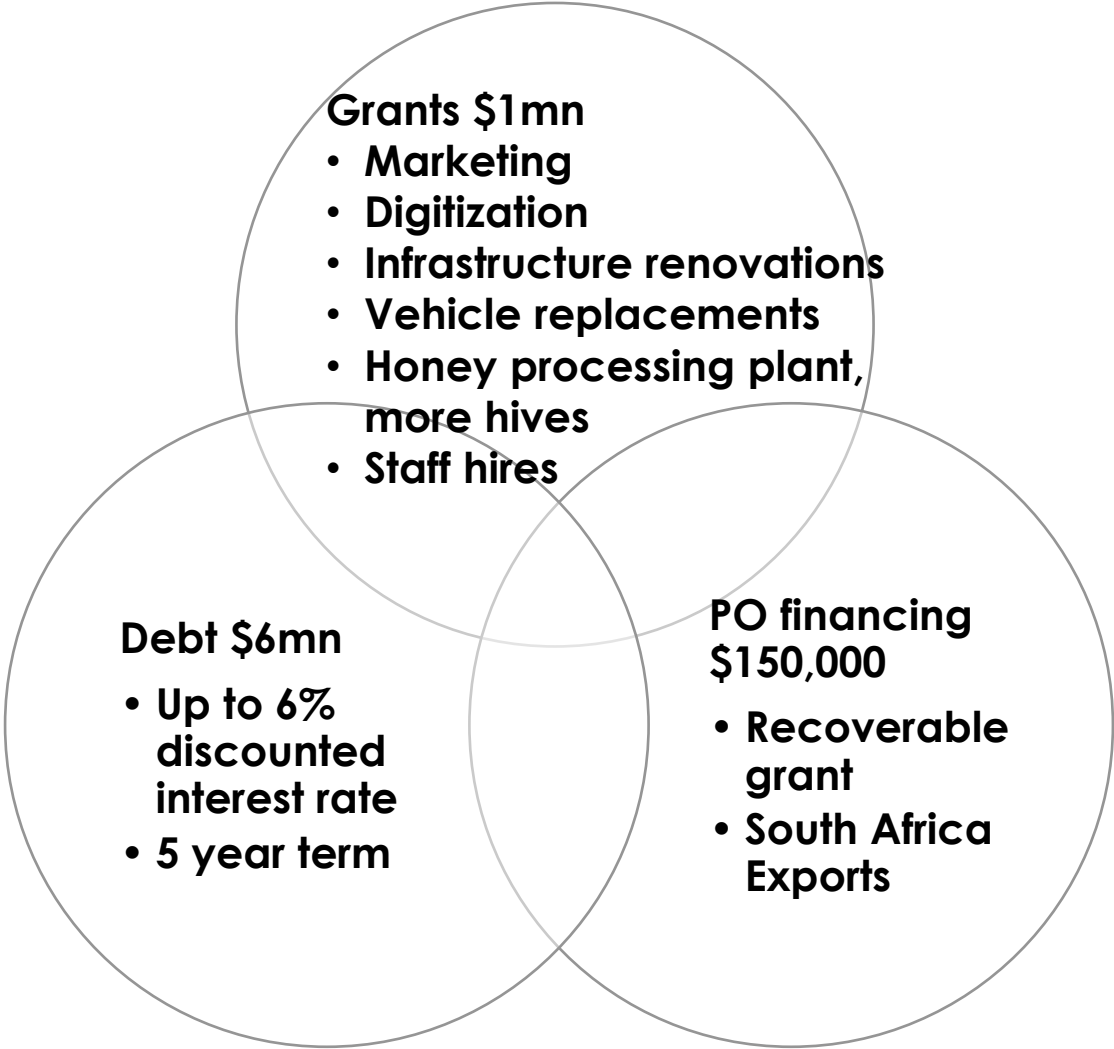 Grants $1mn
• Marketing
• Digitization
• Infrastructure renovations
• Vehicle replacements
• Honey processing plant,
more hives
• Staff hires
Debt $6mn
• Up to 6%
discounted
interest rate
• 5 year term
PO financing
$150,000
• Recoverable
grant
• South Africa
Exports